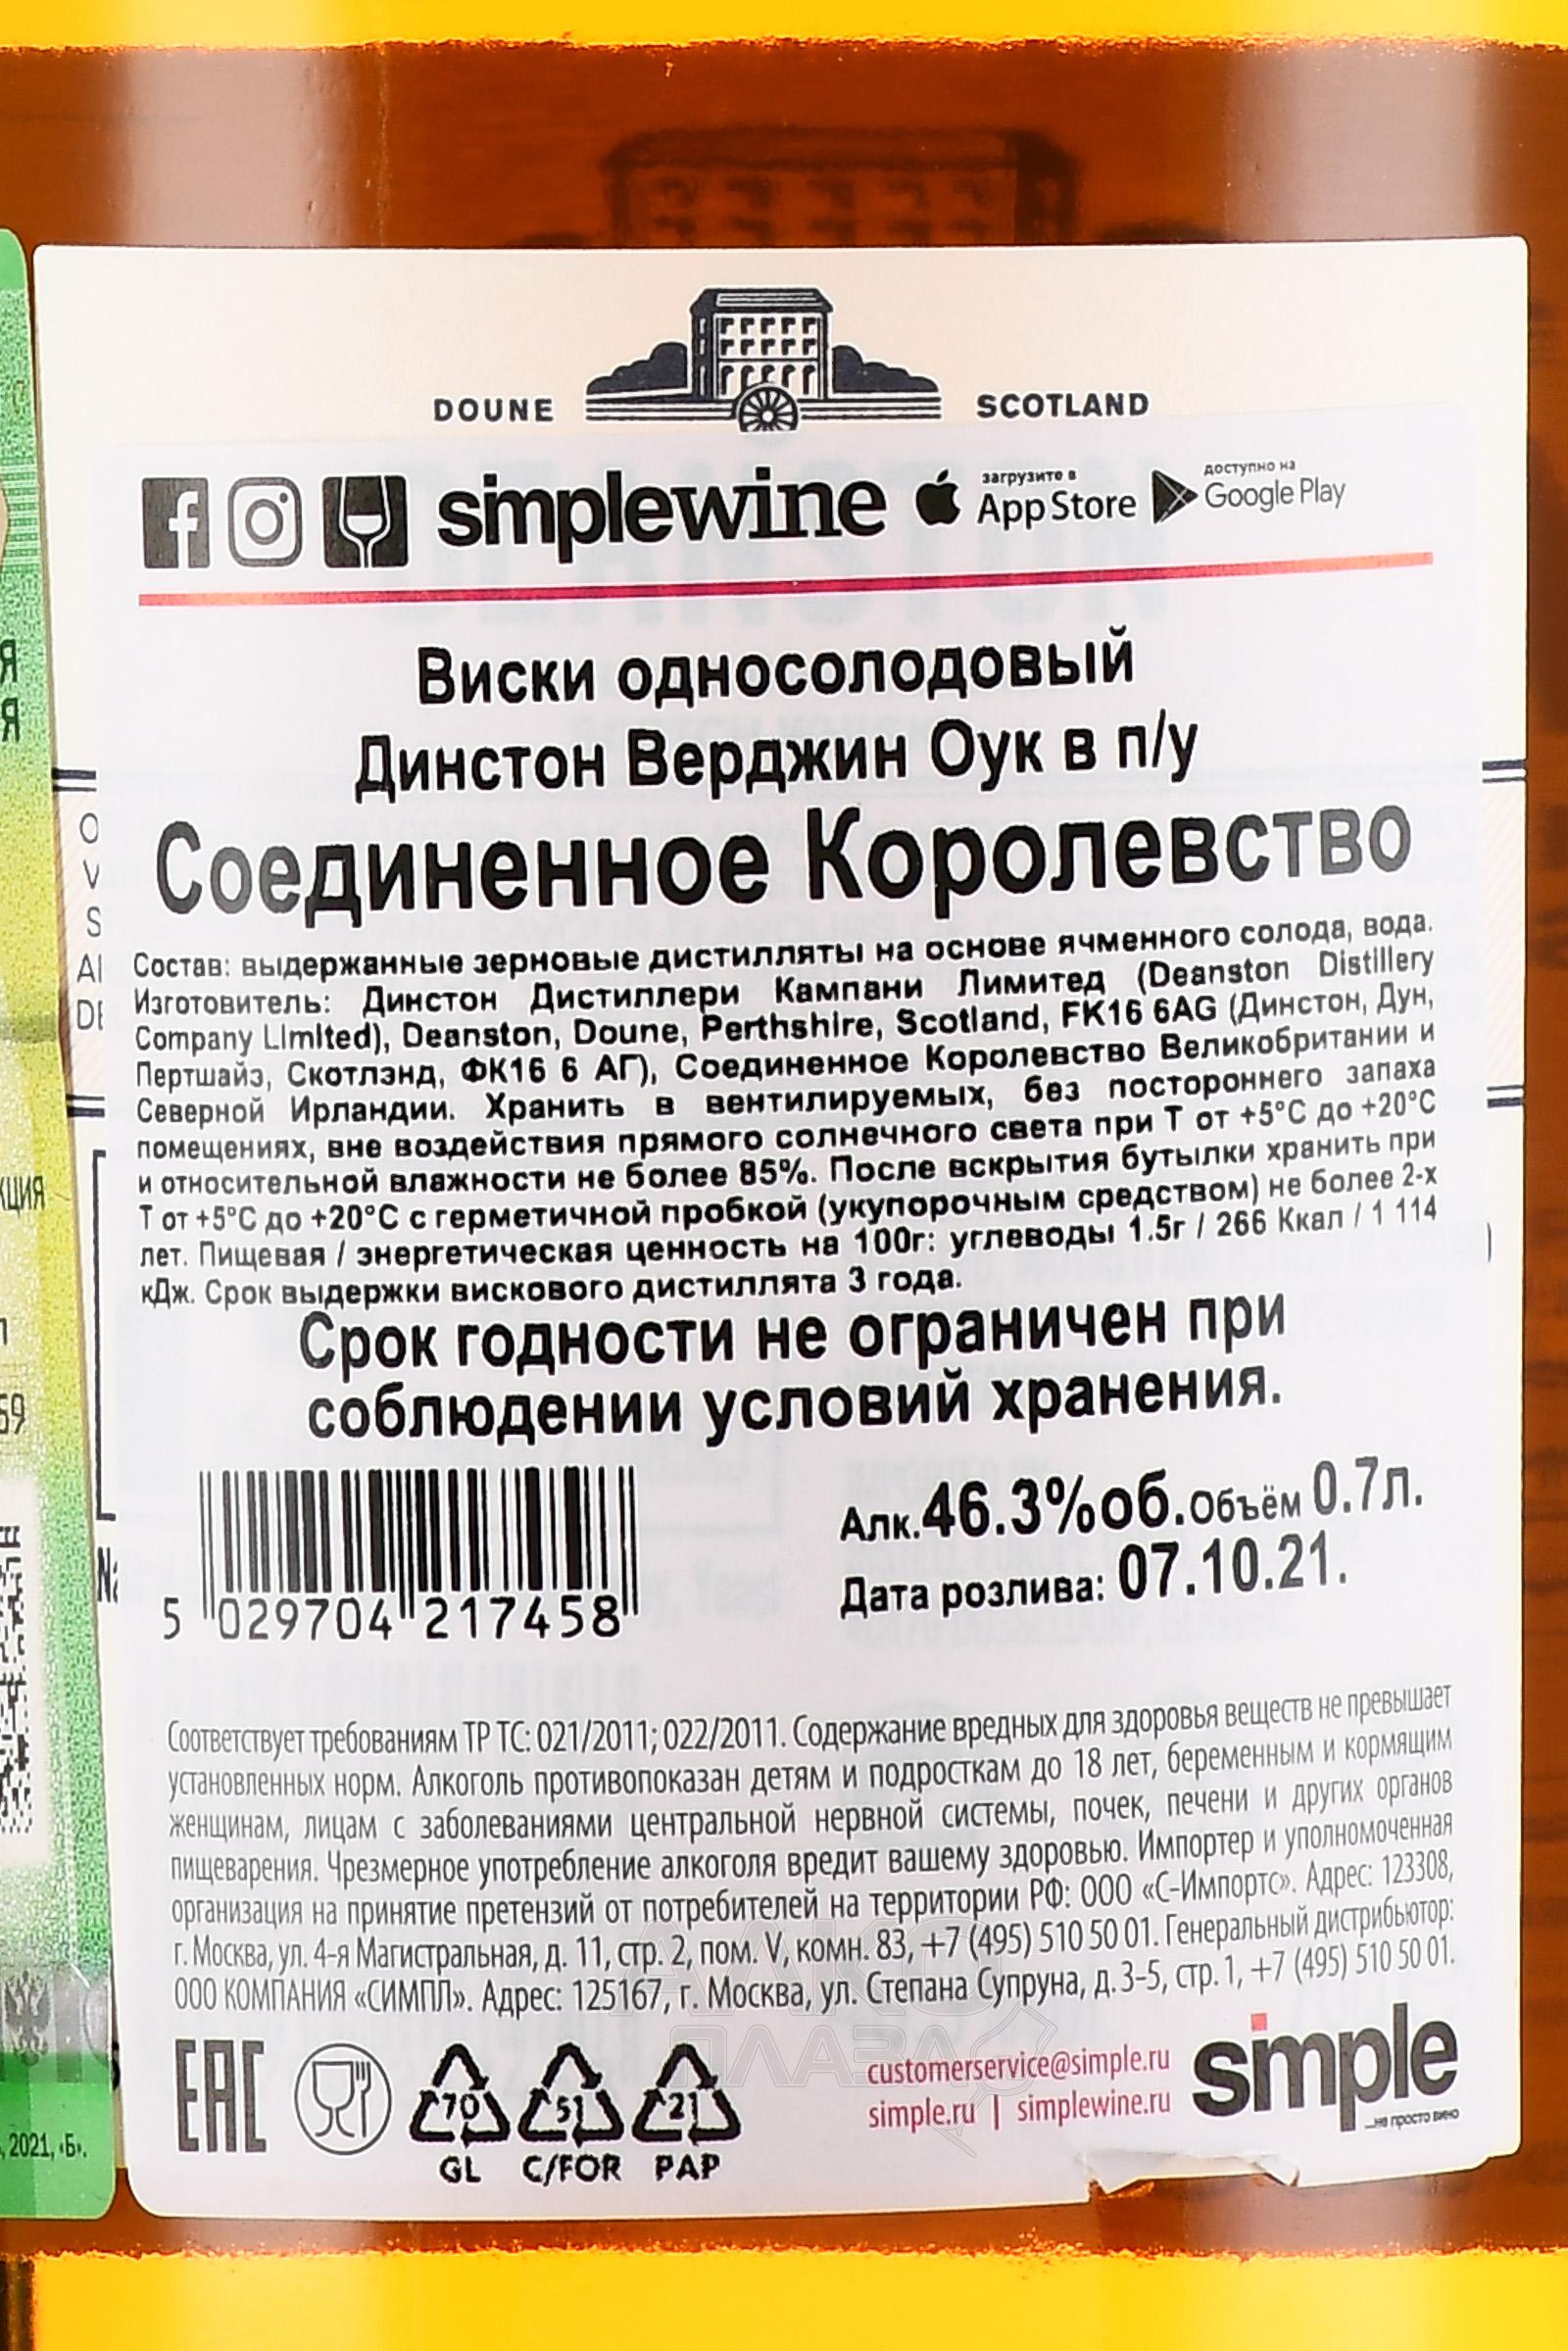 DOUNE SCOTLAND
simplewine загрузите в App Store доступно на Google Play
Виски односолодовый
Динстон Верджин Оук в п/у
Соединенное Королевство
Состав: выдержанные зерновые дистилляты на основе ячменного солода, вода.
Изготовитель: Динстон Дистиллери Кампани Лимитед (Deanston Distillery
Company Limited), Deanston, Doune, Perthshire, Scotland, FK16 6AG (Динстон, Дун,
Пертшайэ, Скотлэнд, ФК16 6 АГ), Соединенное Королевство Великобритании и
Северной Ирландии. Хранить в вентилируемых, без постороннего запаха
помещениях, вне воздействия прямого солнечного света при Т от +5°С до +20°С
и относительной влажности не более 85%. После вскрытия бутылки хранить при
Т от +5°С до +20°С с герметичной пробкой (укупорочным средством) не более 2-х
лет. Пищевая / энергетическая ценность на 100г: углеводы 1.5г / 266 Ккал / 1 114
кДж. Срок выдержки вискового дистиллята 3 года.
Срок годности не ограничен при
соблюдении условий хранения.
Алк.46.3%об.Объём 0.7л.
Дата розлива: 07.10.21.
5 029704 217458
Соответствует требованиям ТР ТС: 021/2011; 022/2011. Содержание вредных для здоровья веществ не превышает
установленных норм. Алкоголь противопоказан детям и подросткам до 18 лет, беременным и кормящим
женщинам, лицам с заболеваниями центральной нервной системы, почек, печени и других органов
пищеварения. Чрезмерное употребление алкоголя вредит вашему здоровью. Импортер и уполномоченная
организация на принятие претензий от потребителей на территории РФ: ООО «С-Импортс». Адрес: 123308,
г. Москва, ул. 4-я Магистральная, д. 11, стр. 2, пом. V, комн. 83, +7 (495) 510 50 01. Генеральный дистрибьютор:
ООО КОМПАНИЯ «СИМПЛ». Адрес: 125167, г. Москва, ул. Степана Супруна, д. 3-5, стр. 1, +7 (495) 510 50 01.
EAC
70 51 21
GL C/FOR PAP
customerservice@simple.ru
simple.ru | simplewine.ru
simple
...не просто вино
АЛКО
ПЛАЗА
2021, «Б».